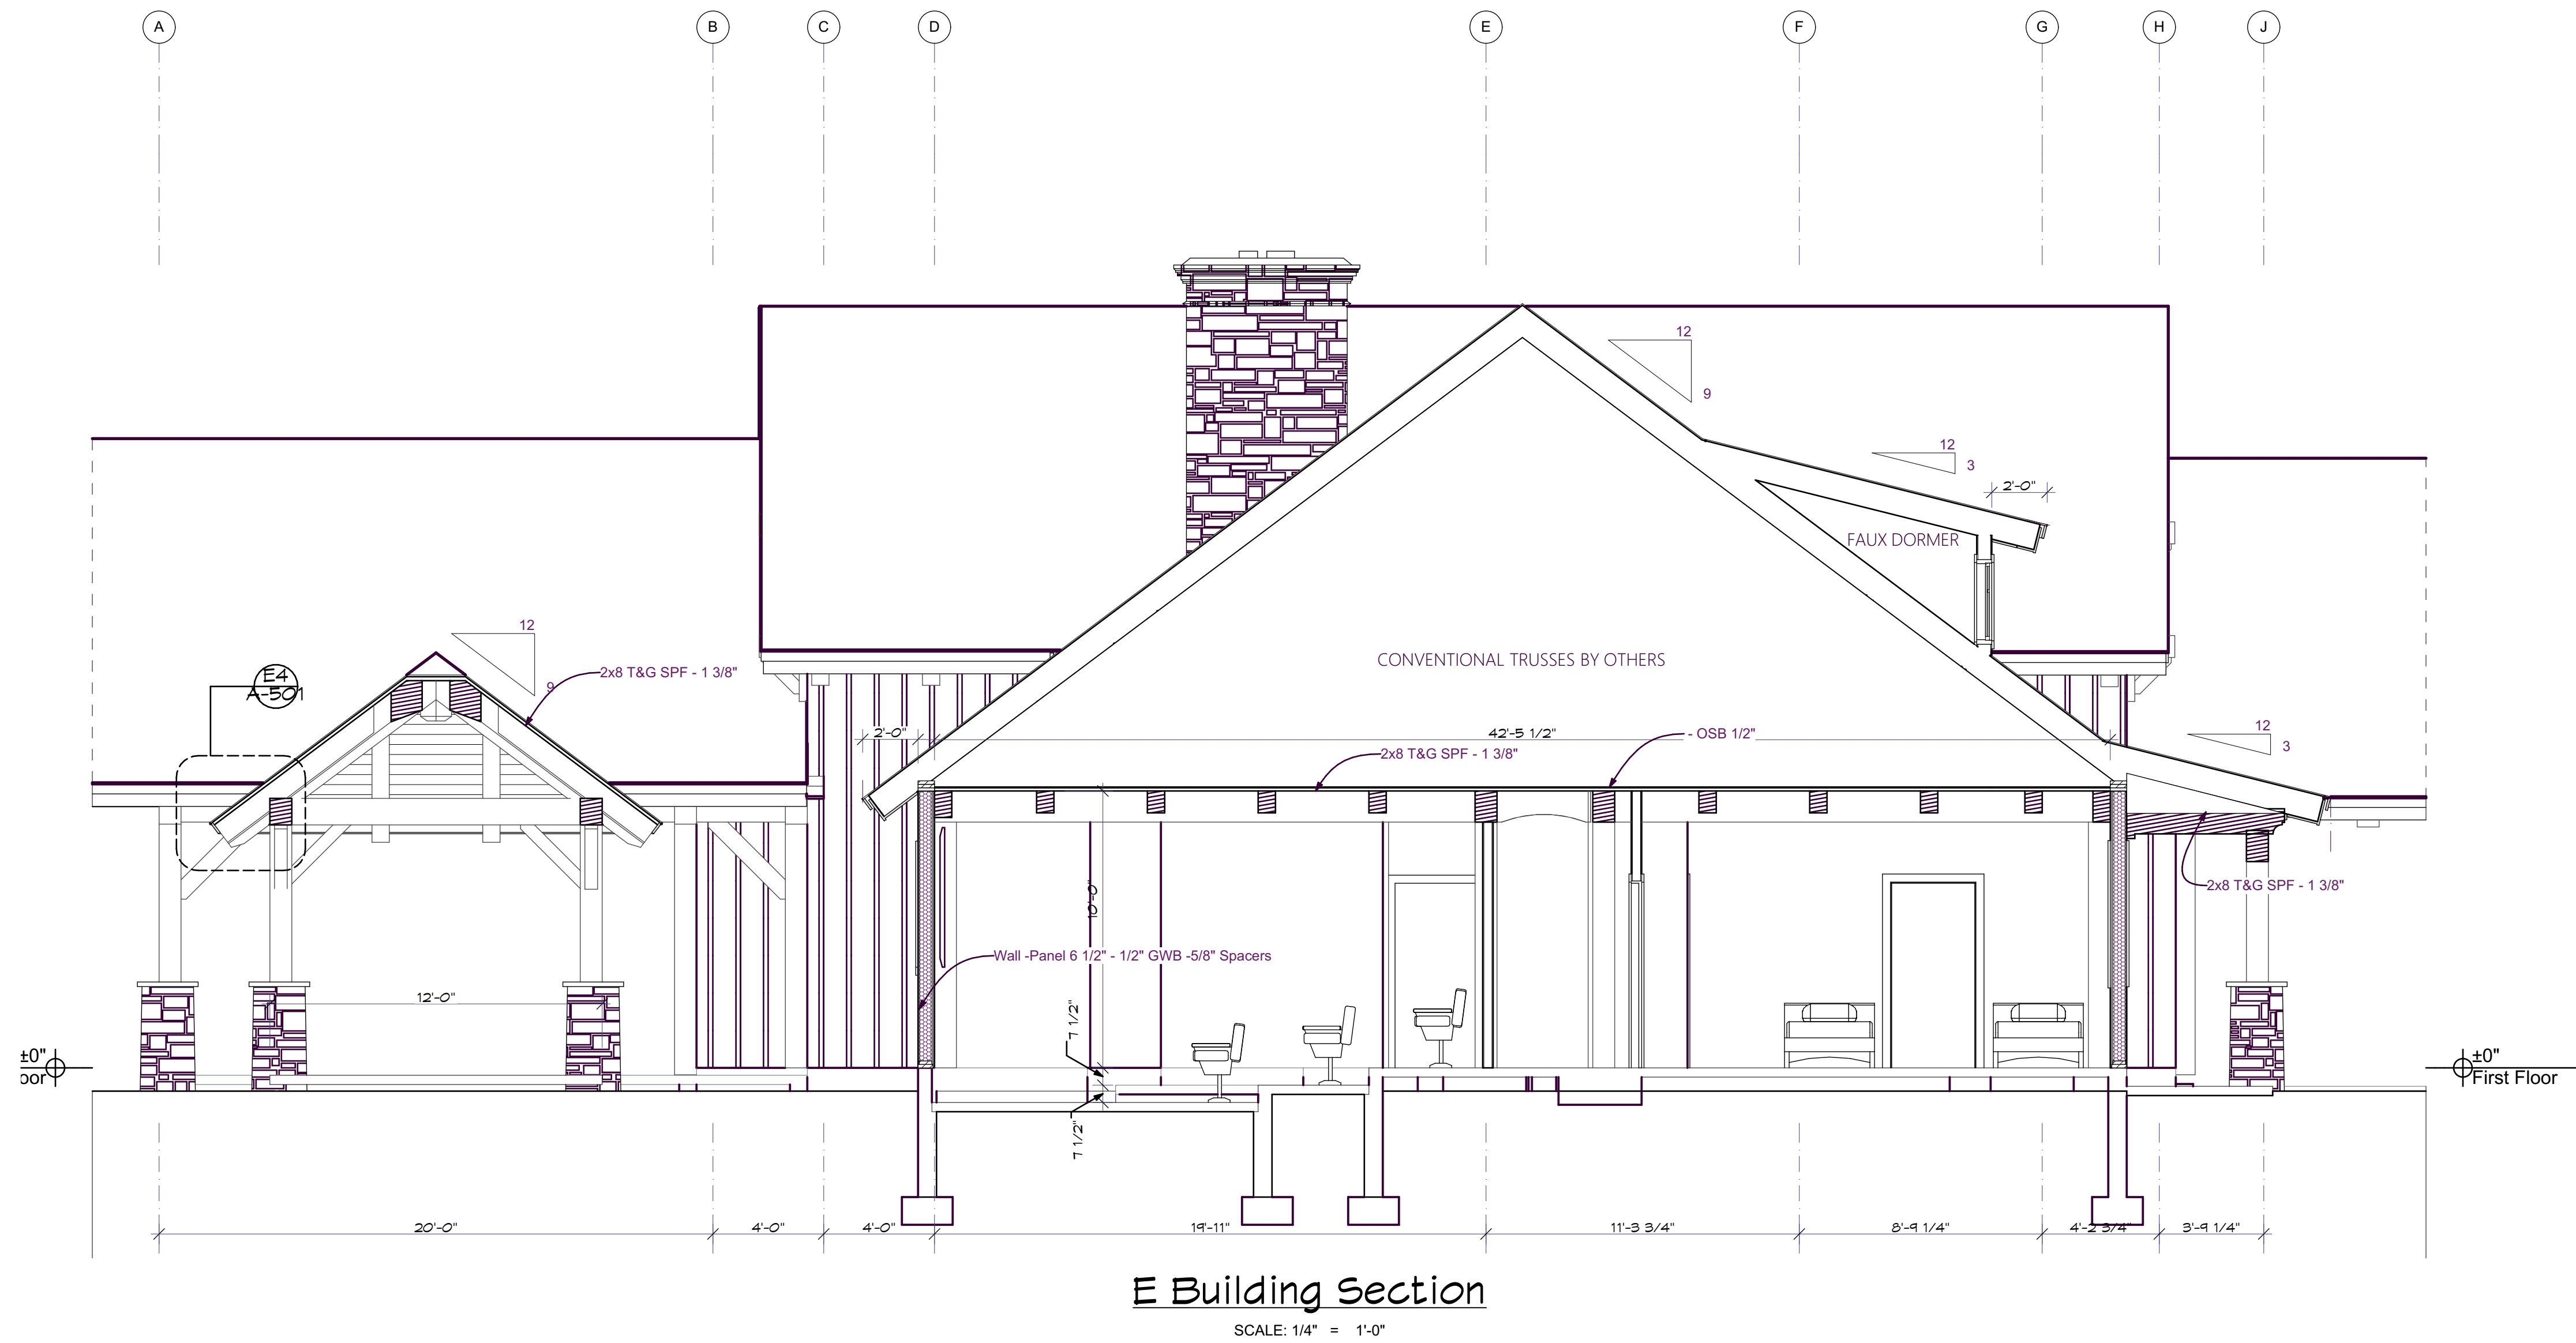 A
B
C
D
E
F
G
H
J
12
9
12
3
2'-0"
FAUX DORMER
12
9
2x8 T&G SPF - 1 3/8"
E4
A-501
CONVENTIONAL TRUSSES BY OTHERS
12
3
2'-0"
42'-5 1/2"
- OSB 1/2"
2x8 T&G SPF - 1 3/8"
10'-0"
2x8 T&G SPF - 1 3/8"
Wall -Panel 6 1/2" - 1/2" GWB -5/8" Spacers
12'-0"
7 1/2"
±0"
oor
±0"
First Floor
7 1/2"
20'-0"
4'-0"
4'-0"
19'-11"
11'-3 3/4"
8'-9 1/4"
4'-2 3/4"
3'-9 1/4"
E Building Section
SCALE: 1/4" = 1'-0"